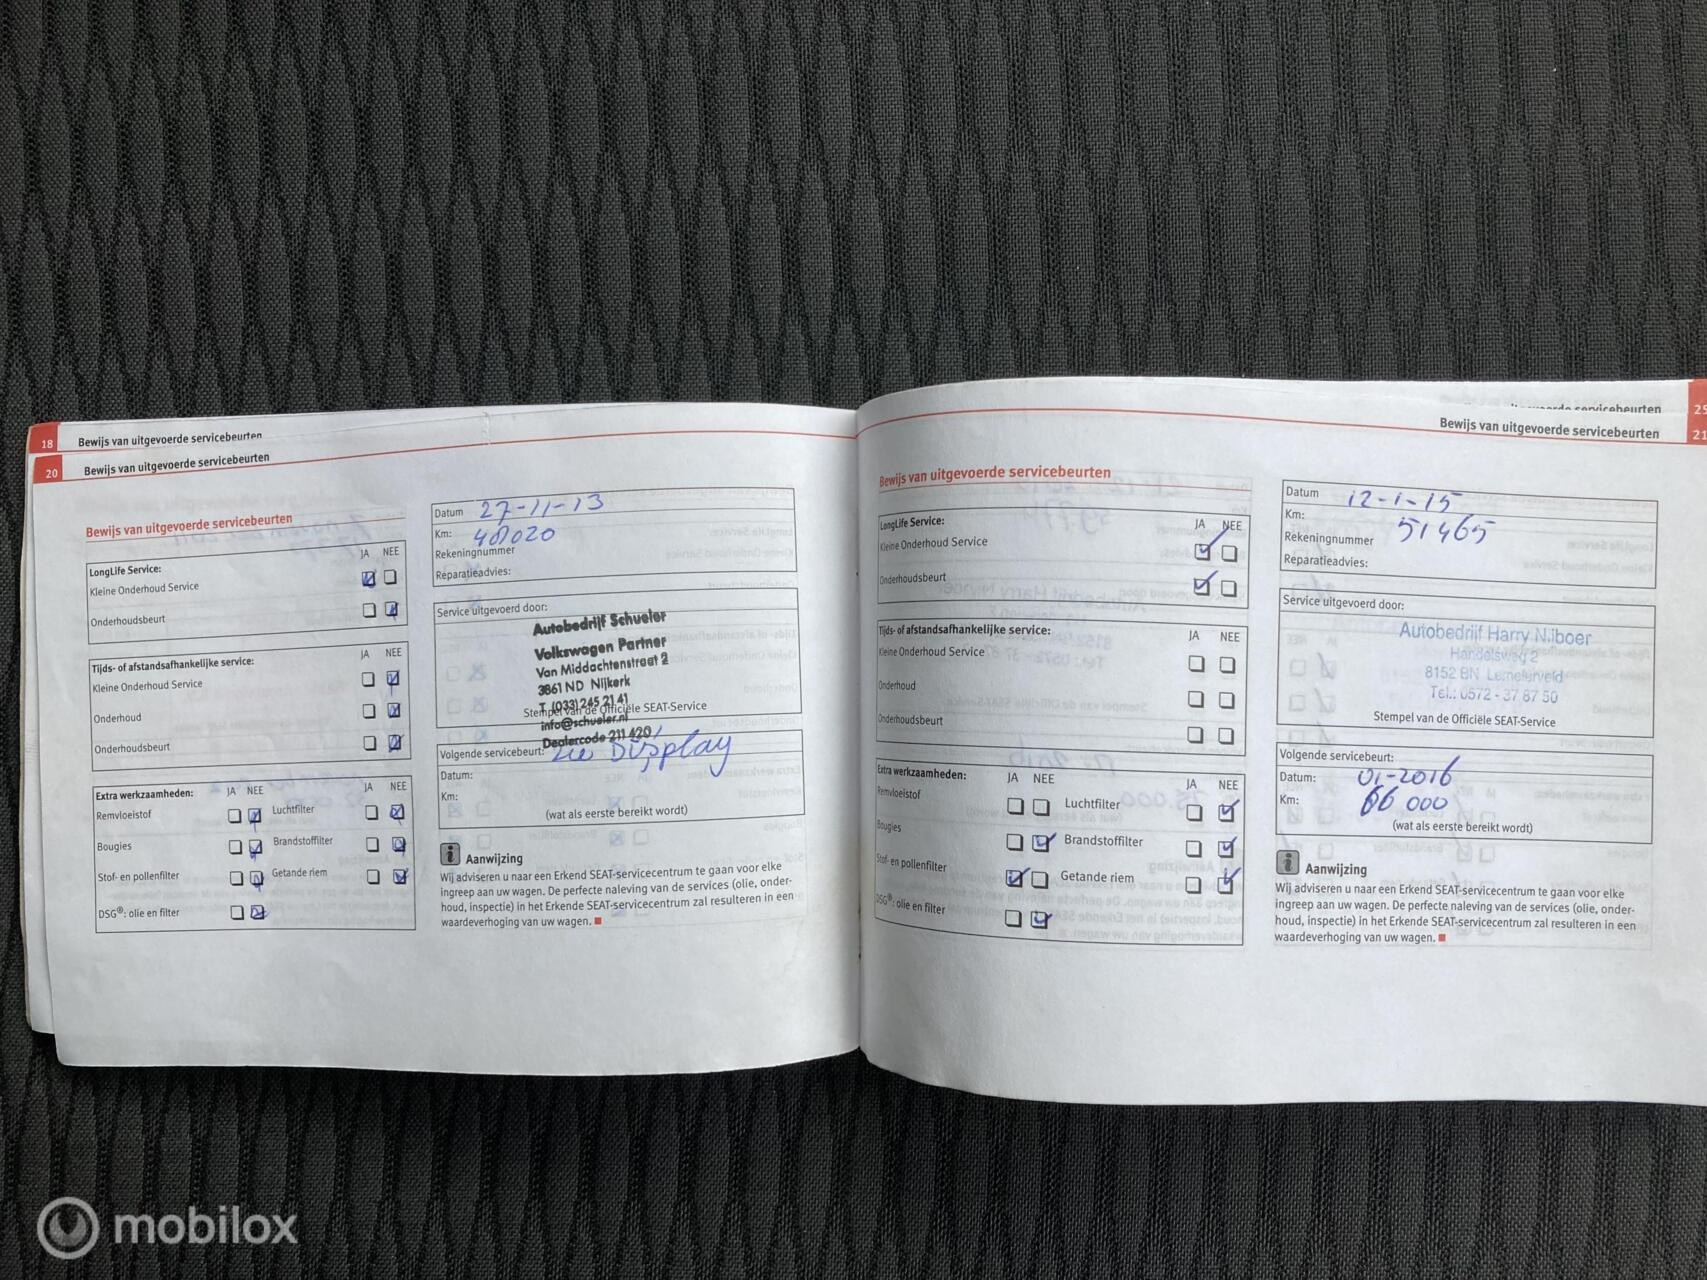 18 Bewijs van uitgevoerde servicebeurten
20 Bewijs van uitgevoerde servicebeurten
Bewijs van uitgevoerde servicebeurten
JA NEE
LongLife Service:
Kleine Onderhoud Service
Onderhoudsbeurt
JA NEE
Tijds- of afstandsafhankelijke service:
Kleine Onderhoud Service
Onderhoud
Onderhoudsbeurt
JA NEE JA NEE
Extra werkzaamheden:
Remvloeistof Luchtfilter
Bougies Brandstoffilter
Stof- en pollenfilter Getande riem
DSG®: olie en filter
Datum 27-11-13
Km:
Rekeningnummer
Reparatieadvies:
Service uitgevoerd door:
Autobedrijf Schueler
Volkswagen Partner
Van Middachtenstraat 2
3861 ND Nijkerk
T (033) 245 21 41
Stempel van de Officiële SEAT-Service
info@schueler.nl
Dealercode 211 420
Volgende servicebeurt: zie Display
Datum:
Km:
(wat als eerste bereikt wordt)
i Aanwijzing
Wij adviseren u naar een Erkend SEAT-servicecentrum te gaan voor elke
ingreep aan uw wagen. De perfecte naleving van de services (olie, onder-
houd, inspectie) in het Erkende SEAT-servicecentrum zal resulteren in een
waardeverhoging van uw wagen.
servicebeurten 25
Bewijs van uitgevoerde servicebeurten 21
Bewijs van uitgevoerde servicebeurten
LongLife Service: JA NEE
Kleine Onderhoud Service
Onderhoudsbeurt
Tijds- of afstandsafhankelijke service: JA NEE
Kleine Onderhoud Service
Onderhoud
Onderhoudsbeurt
Extra werkzaamheden: JA NEE JA NEE
Remvloeistof Luchtfilter
Bougies Brandstoffilter
Stof- en pollenfilter Getande riem
DSG®: olie en filter
Datum 12-1-15
Km: 51465
Rekeningnummer
Reparatieadvies:
Service uitgevoerd door:
Autobedrijf Harry Nijboer
Handelsweg 2
8152 BN Lemelerveld
Tel.: 0572 - 37 87 50
Stempel van de Officiële SEAT-Service
Volgende servicebeurt:
Datum: 01-2016
Km: 66 000
(wat als eerste bereikt wordt)
i Aanwijzing
Wij adviseren u naar een Erkend SEAT-servicecentrum te gaan voor elke
ingreep aan uw wagen. De perfecte naleving van de services (olie, onder-
houd, inspectie) in het Erkende SEAT-servicecentrum zal resulteren in een
waardeverhoging van uw wagen.
mobilox